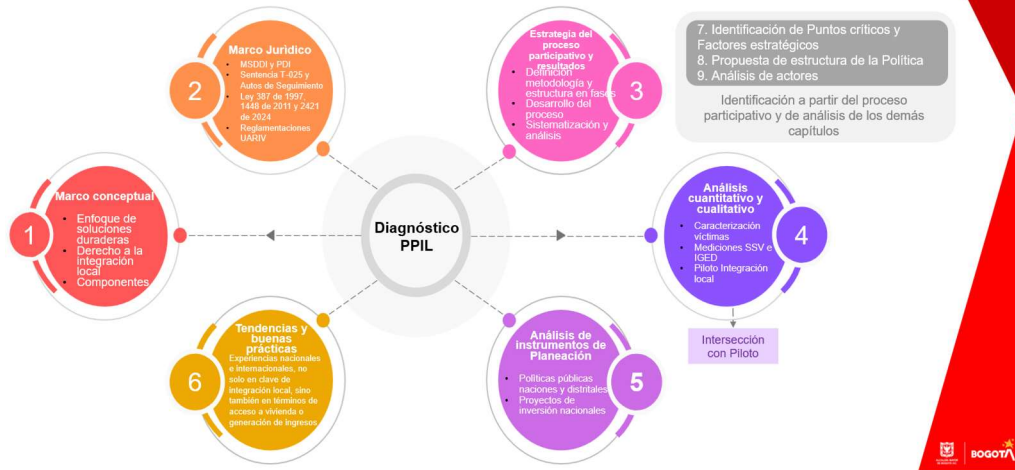 Marco conceptual
1
• Enfoque de
soluciones
duraderas
• Derecho a la
integración
local
• Componentes
Marco Jurìdico
2
• MSDDI y PDI
• Sentencia T-025 y
Autos de Seguimiento
• Ley 387 de 1997,
1448 de 2011 y 2421
de 2024
• Reglamentaciones
UARIV
Estrategia del
proceso
participativo y
resultados
3
• Definición
metodología y
estructura en fases
• Desarrollo del
proceso
• Sistematización y
análisis
7. Identificación de Puntos críticos y
Factores estratégicos
8. Propuesta de estructura de la Política
9. Análisis de actores
Identificación a partir del proceso
participativo y de análisis de los demás
capítulos
Diagnóstico
PPIL
Análisis
cuantitativo y
cualitativo
4
• Caracterización
víctimas
• Mediciones SSV e
IGED
• Piloto Integración
local
Intersección
con Piloto
Análisis de
instrumentos de
Planeación
5
• Políticas públicas
naciones y distritales
• Proyectos de
inversión nacionales
Tendencias y
buenas
prácticas
6
Experiencias nacionales
e internacionales, no
solo en clave de
integración local, sino
también en términos de
acceso a vivienda o
generación de ingresos
BOGOTÁ